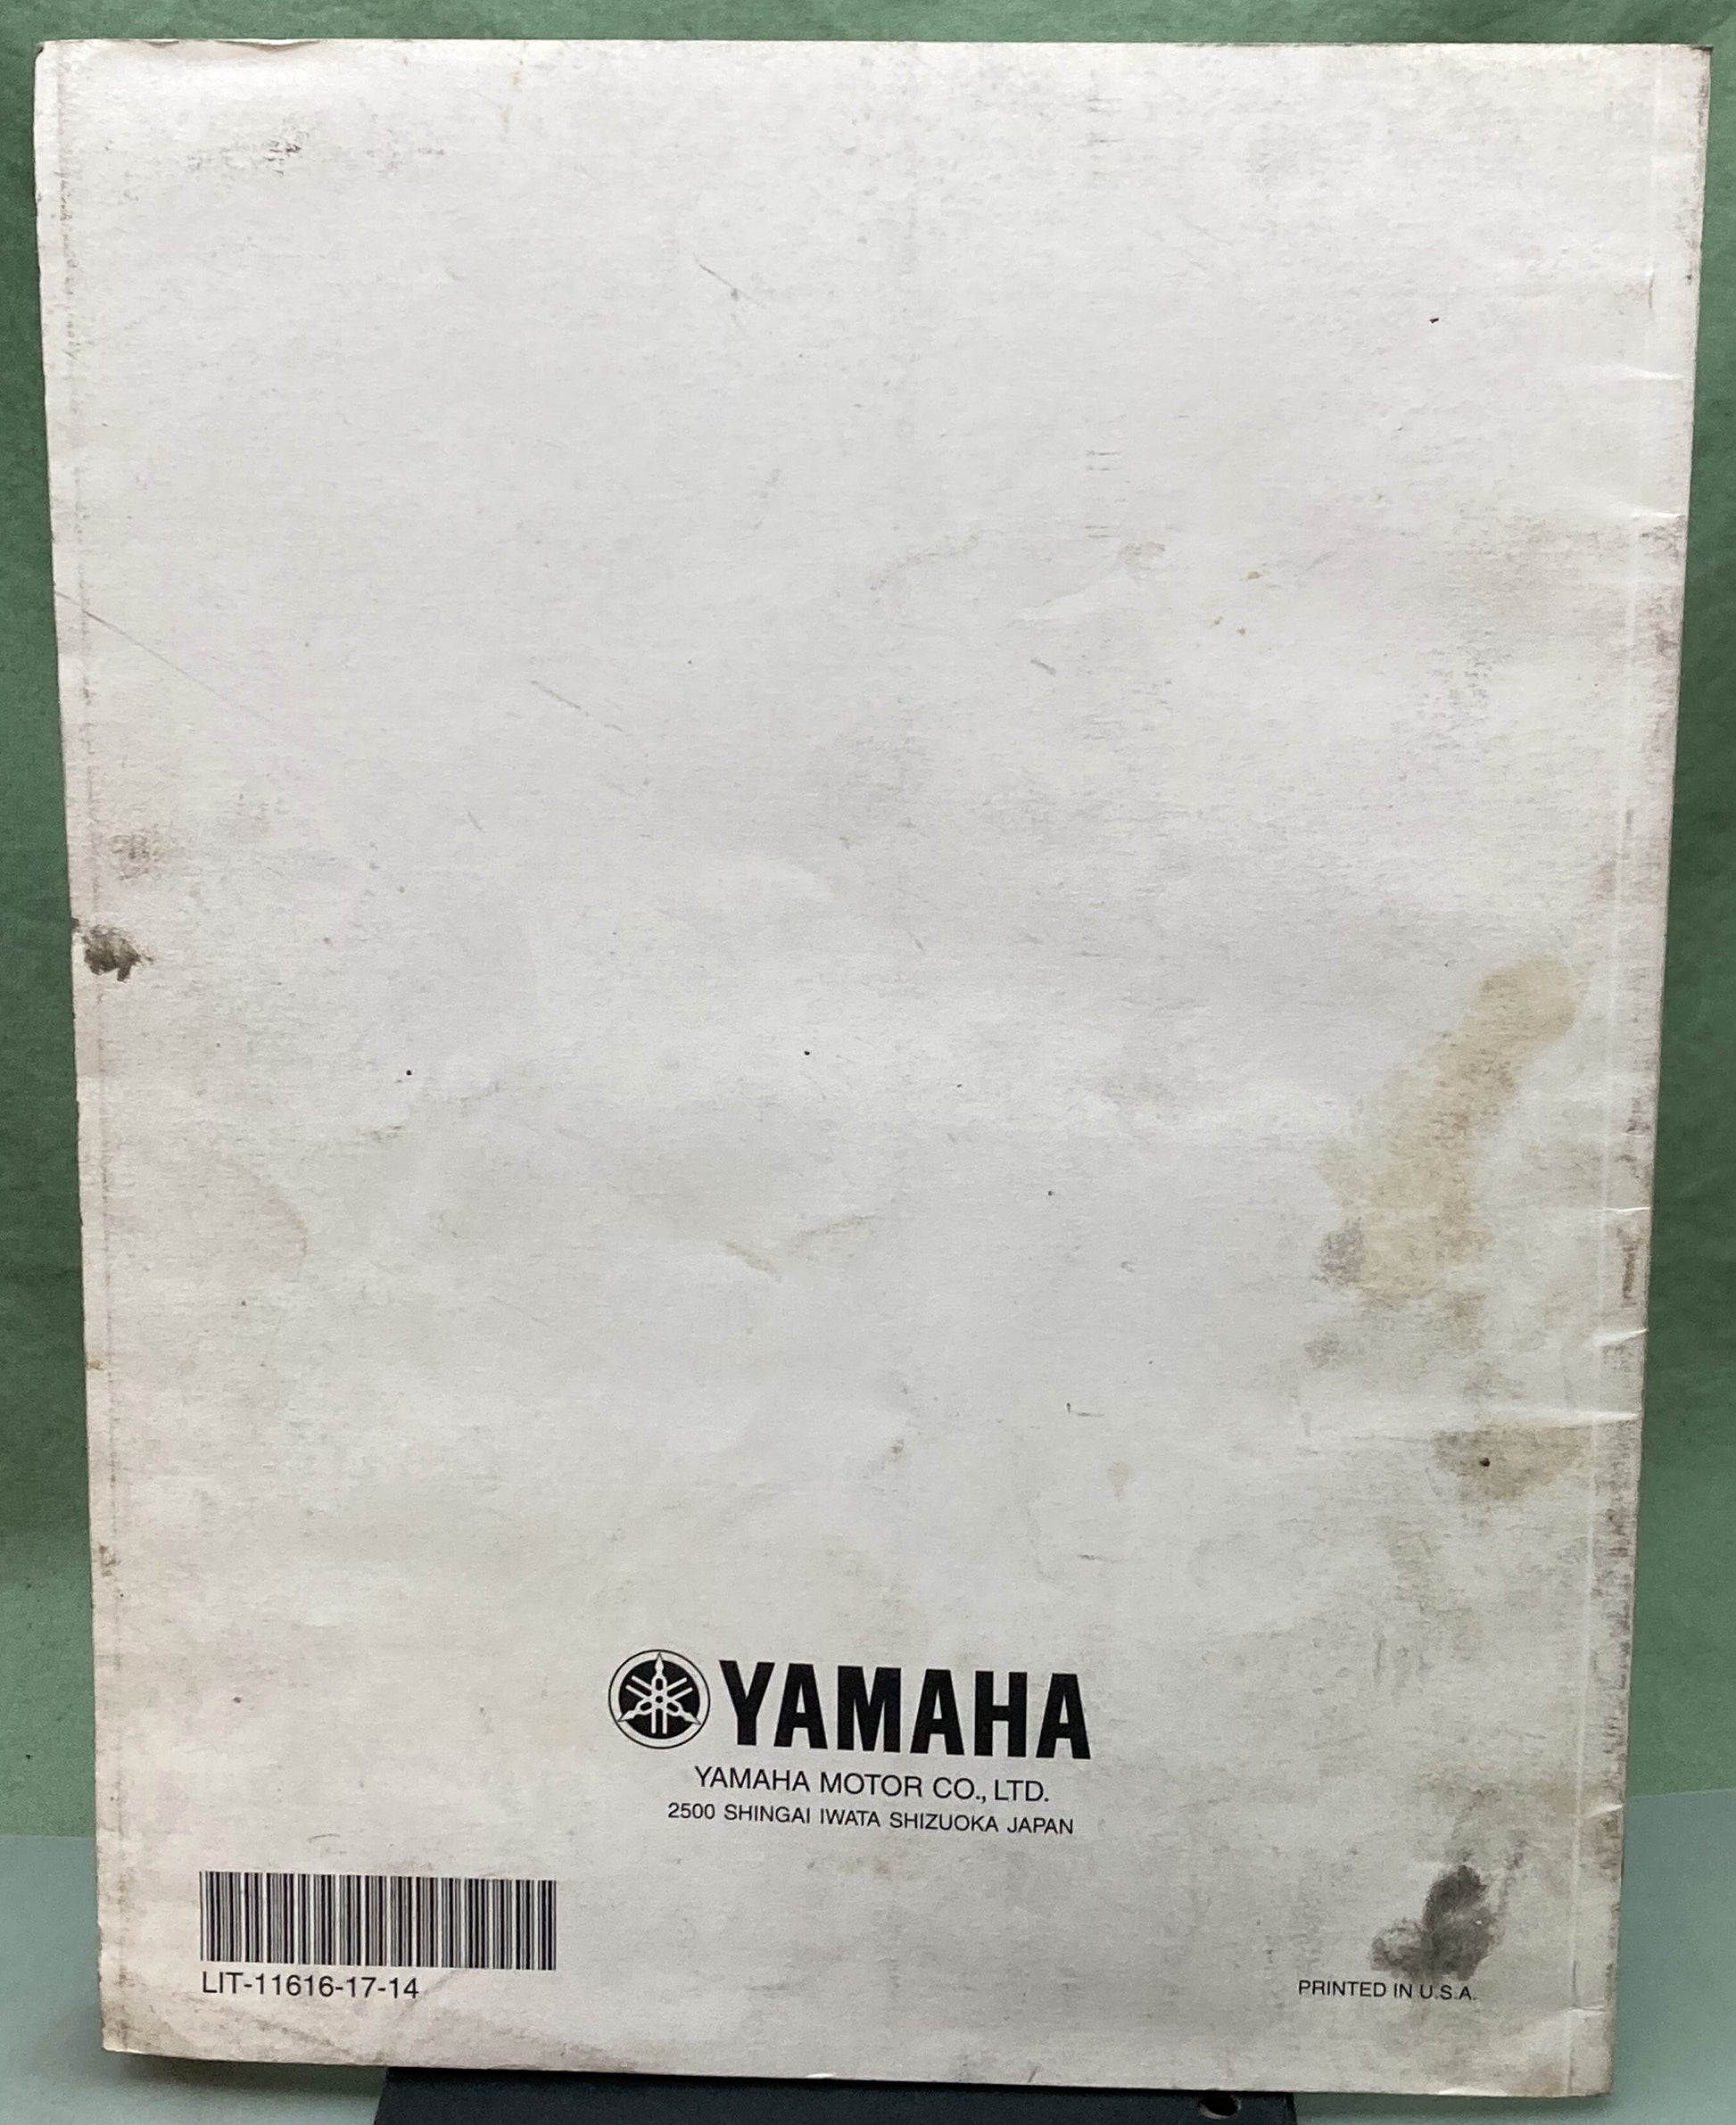 YAMAHA
YAMAHA MOTOR CO., LTD.
2500 SHINGAI IWATA SHIZUOKA JAPAN
LIT-11616-17-14
PRINTED IN U.S.A.